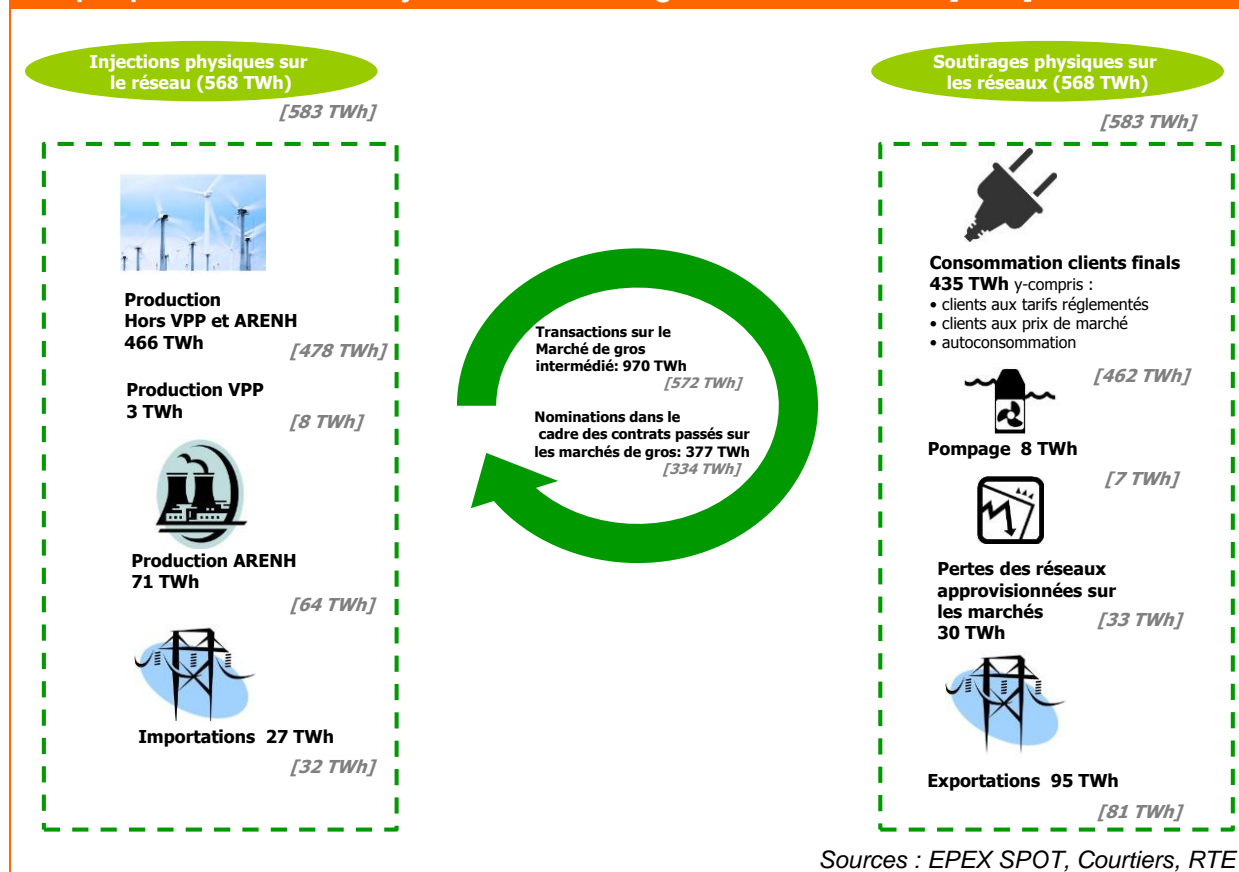 Injections physiques sur
le réseau (568 TWh)
[583 TWh]
Production
Hors VPP et ARENH
466 TWh
[478 TWh]
Production VPP
3 TWh
[8 TWh]
Production ARENH
71 TWh
[64 TWh]
Importations 27 TWh
[32 TWh]
Transactions sur le
Marché de gros
intermédié: 970 TWh
[572 TWh]
Nominations dans le
cadre des contrats passés sur
les marchés de gros: 377 TWh
[334 TWh]
Soutirages physiques sur
les réseaux (568 TWh)
[583 TWh]
Consommation clients finals
435 TWh y-compris :
• clients aux tarifs réglementés
• clients aux prix de marché
• autoconsommation
[462 TWh]
Pompage 8 TWh
[7 TWh]
Pertes des réseaux
approvisionnées sur
les marchés
30 TWh
[33 TWh]
Exportations 95 TWh
[81 TWh]
Sources : EPEX SPOT, Courtiers, RTE